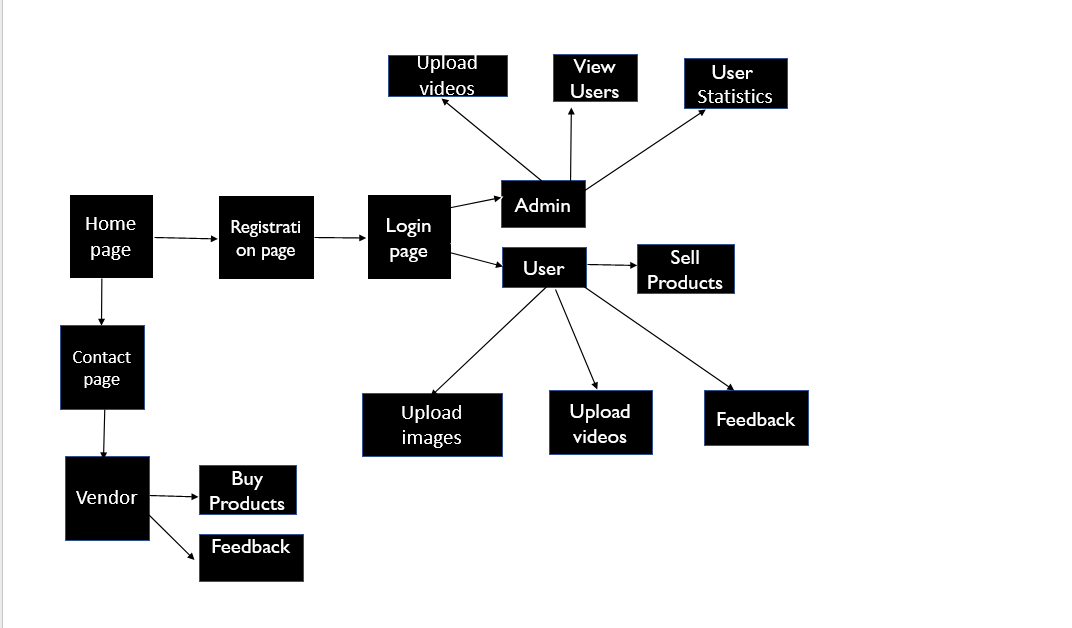 Upload
videos
View
Users
User
Statistics
Home
page
Registrati
on page
Login
page
Admin
User
Sell
Products
Contact
page
Upload
images
Upload
videos
Feedback
Vendor
Buy
Products
Feedback